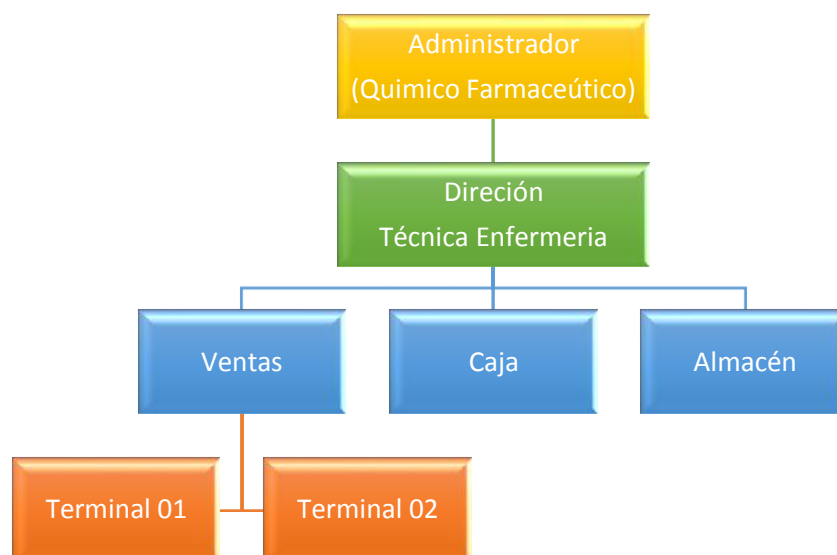 Administrador
(Quimico Farmaceútico)
Direción
Técnica Enfermeria
Ventas
Caja
Almacén
Terminal 01
Terminal 02